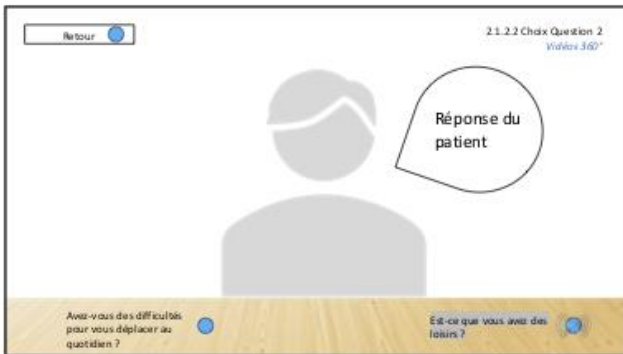 Retour
2.1.2.2 Choix Question 2
Vidéos 360°
Réponse du
patient
Avez-vous des difficultés
pour vous déplacer au
quotidien ?
Est-ce que vous avez des
loisirs ?